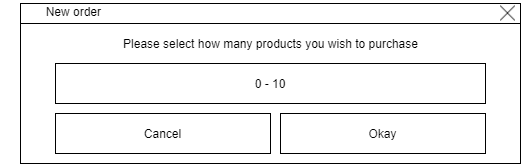 New order
Please select how many products you wish to purchase
0 - 10
Cancel
Okay